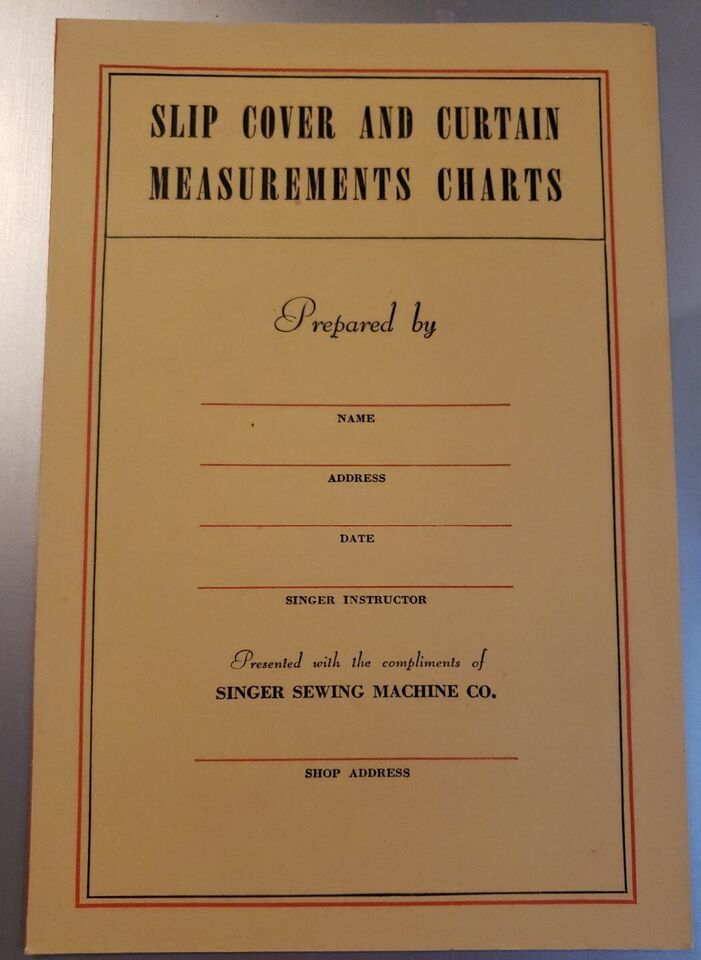 SLIP COVER AND CURTAIN
MEASUREMENTS CHARTS
Prepared by
NAME
ADDRESS
DATE
SINGER INSTRUCTOR
Presented with the compliments of
SINGER SEWING MACHINE CO.
SHOP ADDRESS